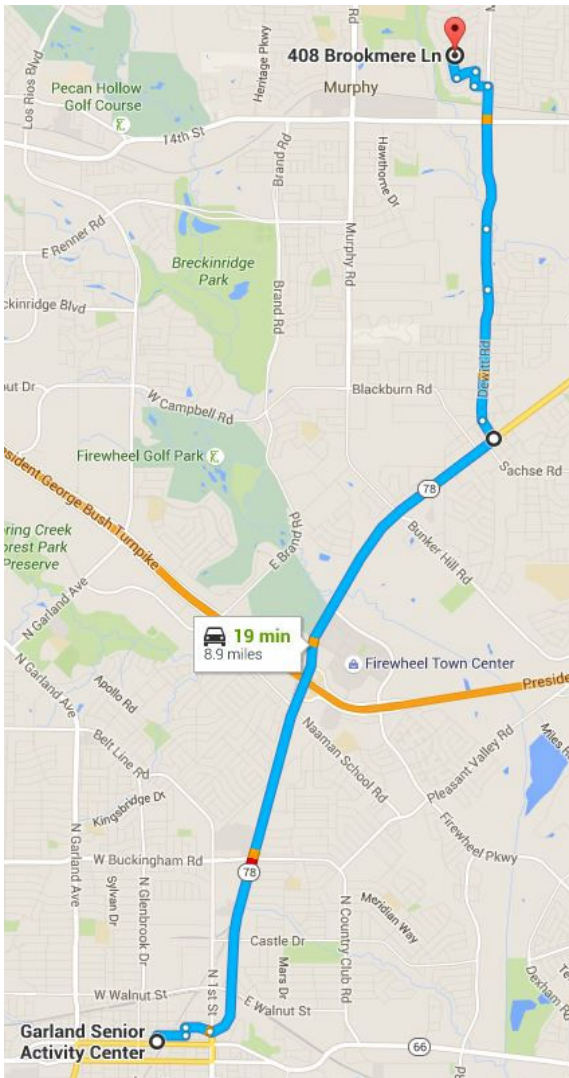 408 Brookmere Ln
Los Rios Blvd
Pecan Hollow
Golf Course
Heritage Pkwy
Rd
Murphy
14th St
Brand Rd
Hawthorne Dr
E Renner Rd
Murphy Rd
Breckinridge
Park
ckinridge Blvd
Brand Rd
Dewitt Rd
out Dr
Blackburn Rd
W Campbell Rd
Firewheel Golf Park
Sachse Rd
esident George Bush Turnpike
78
E Brand Rd
Bunker Hill Rd
ring Creek
orest Park
Preserve
N Garland Ave
19 min
8.9 miles
Firewheel Town Center
N Garland Ave
Apollo Rd
Preside
Naaman School Rd
Pleasant Valley Rd
Miles R
Belt Line Rd
Kingsbridge Dr
Firewheel Pkwy
N Garland Ave
W Buckingham Rd
78
Sylvan Dr
N Glenbrook Dr
Meridian Way
N Country Club Rd
Castle Dr
Mars Dr
N 1st St
Dexham Rd
W Walnut St
E Walnut St
Garland Senior
Activity Center
66